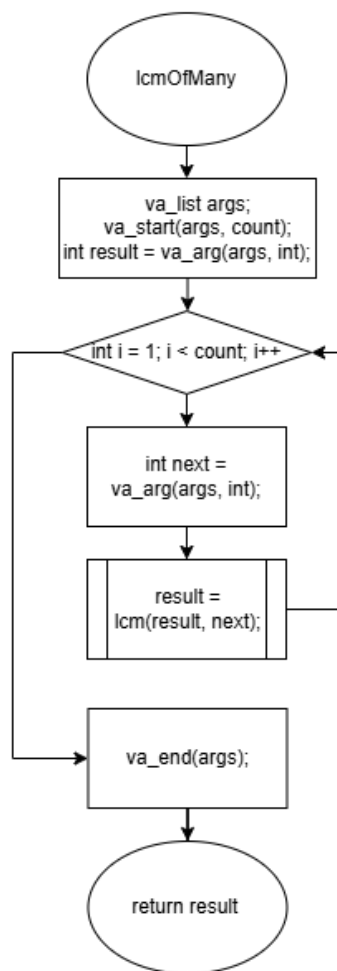 lcmOfMany
va_list args;
va_start(args, count);
int result = va_arg(args, int);
int i = 1; i < count; i++
int next =
va_arg(args, int);
result =
lcm(result, next);
va_end(args);
return result